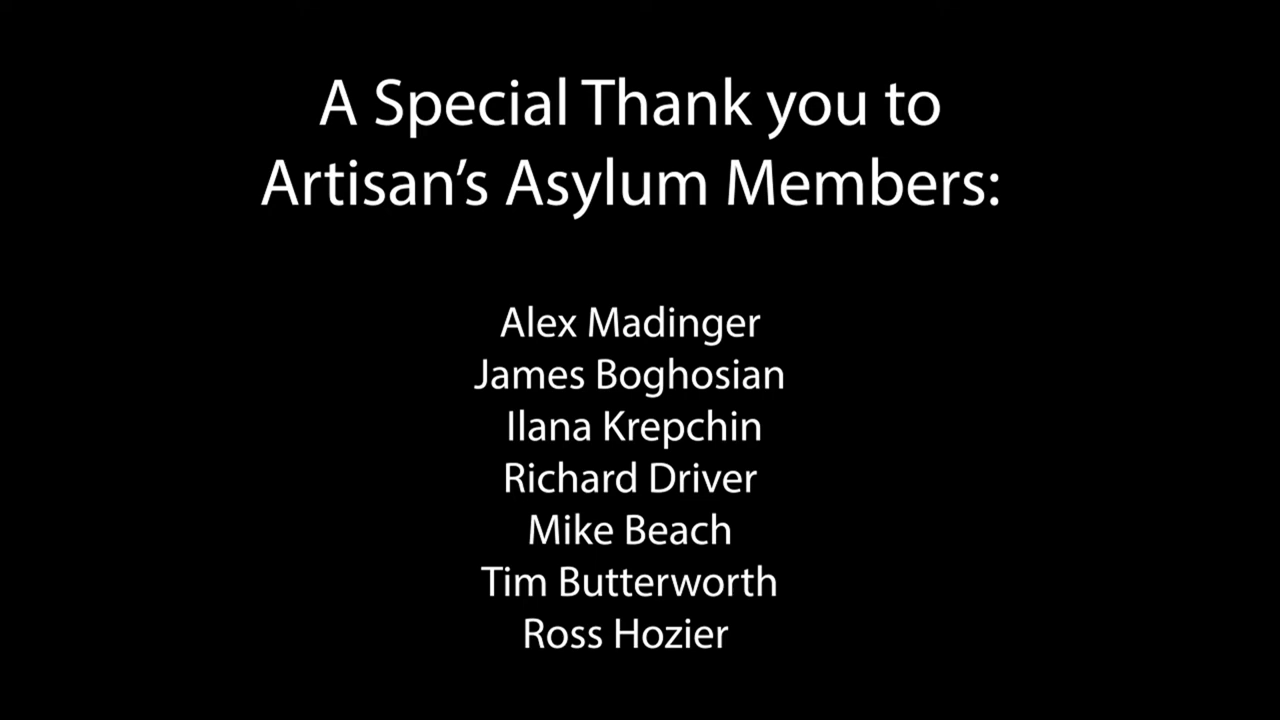 A Special Thank you to
Artisan’s Asylum Members:
Alex Madinger
James Boghosian
Ilana Krepchin
Richard Driver
Mike Beach
Tim Butterworth
Ross Hozier